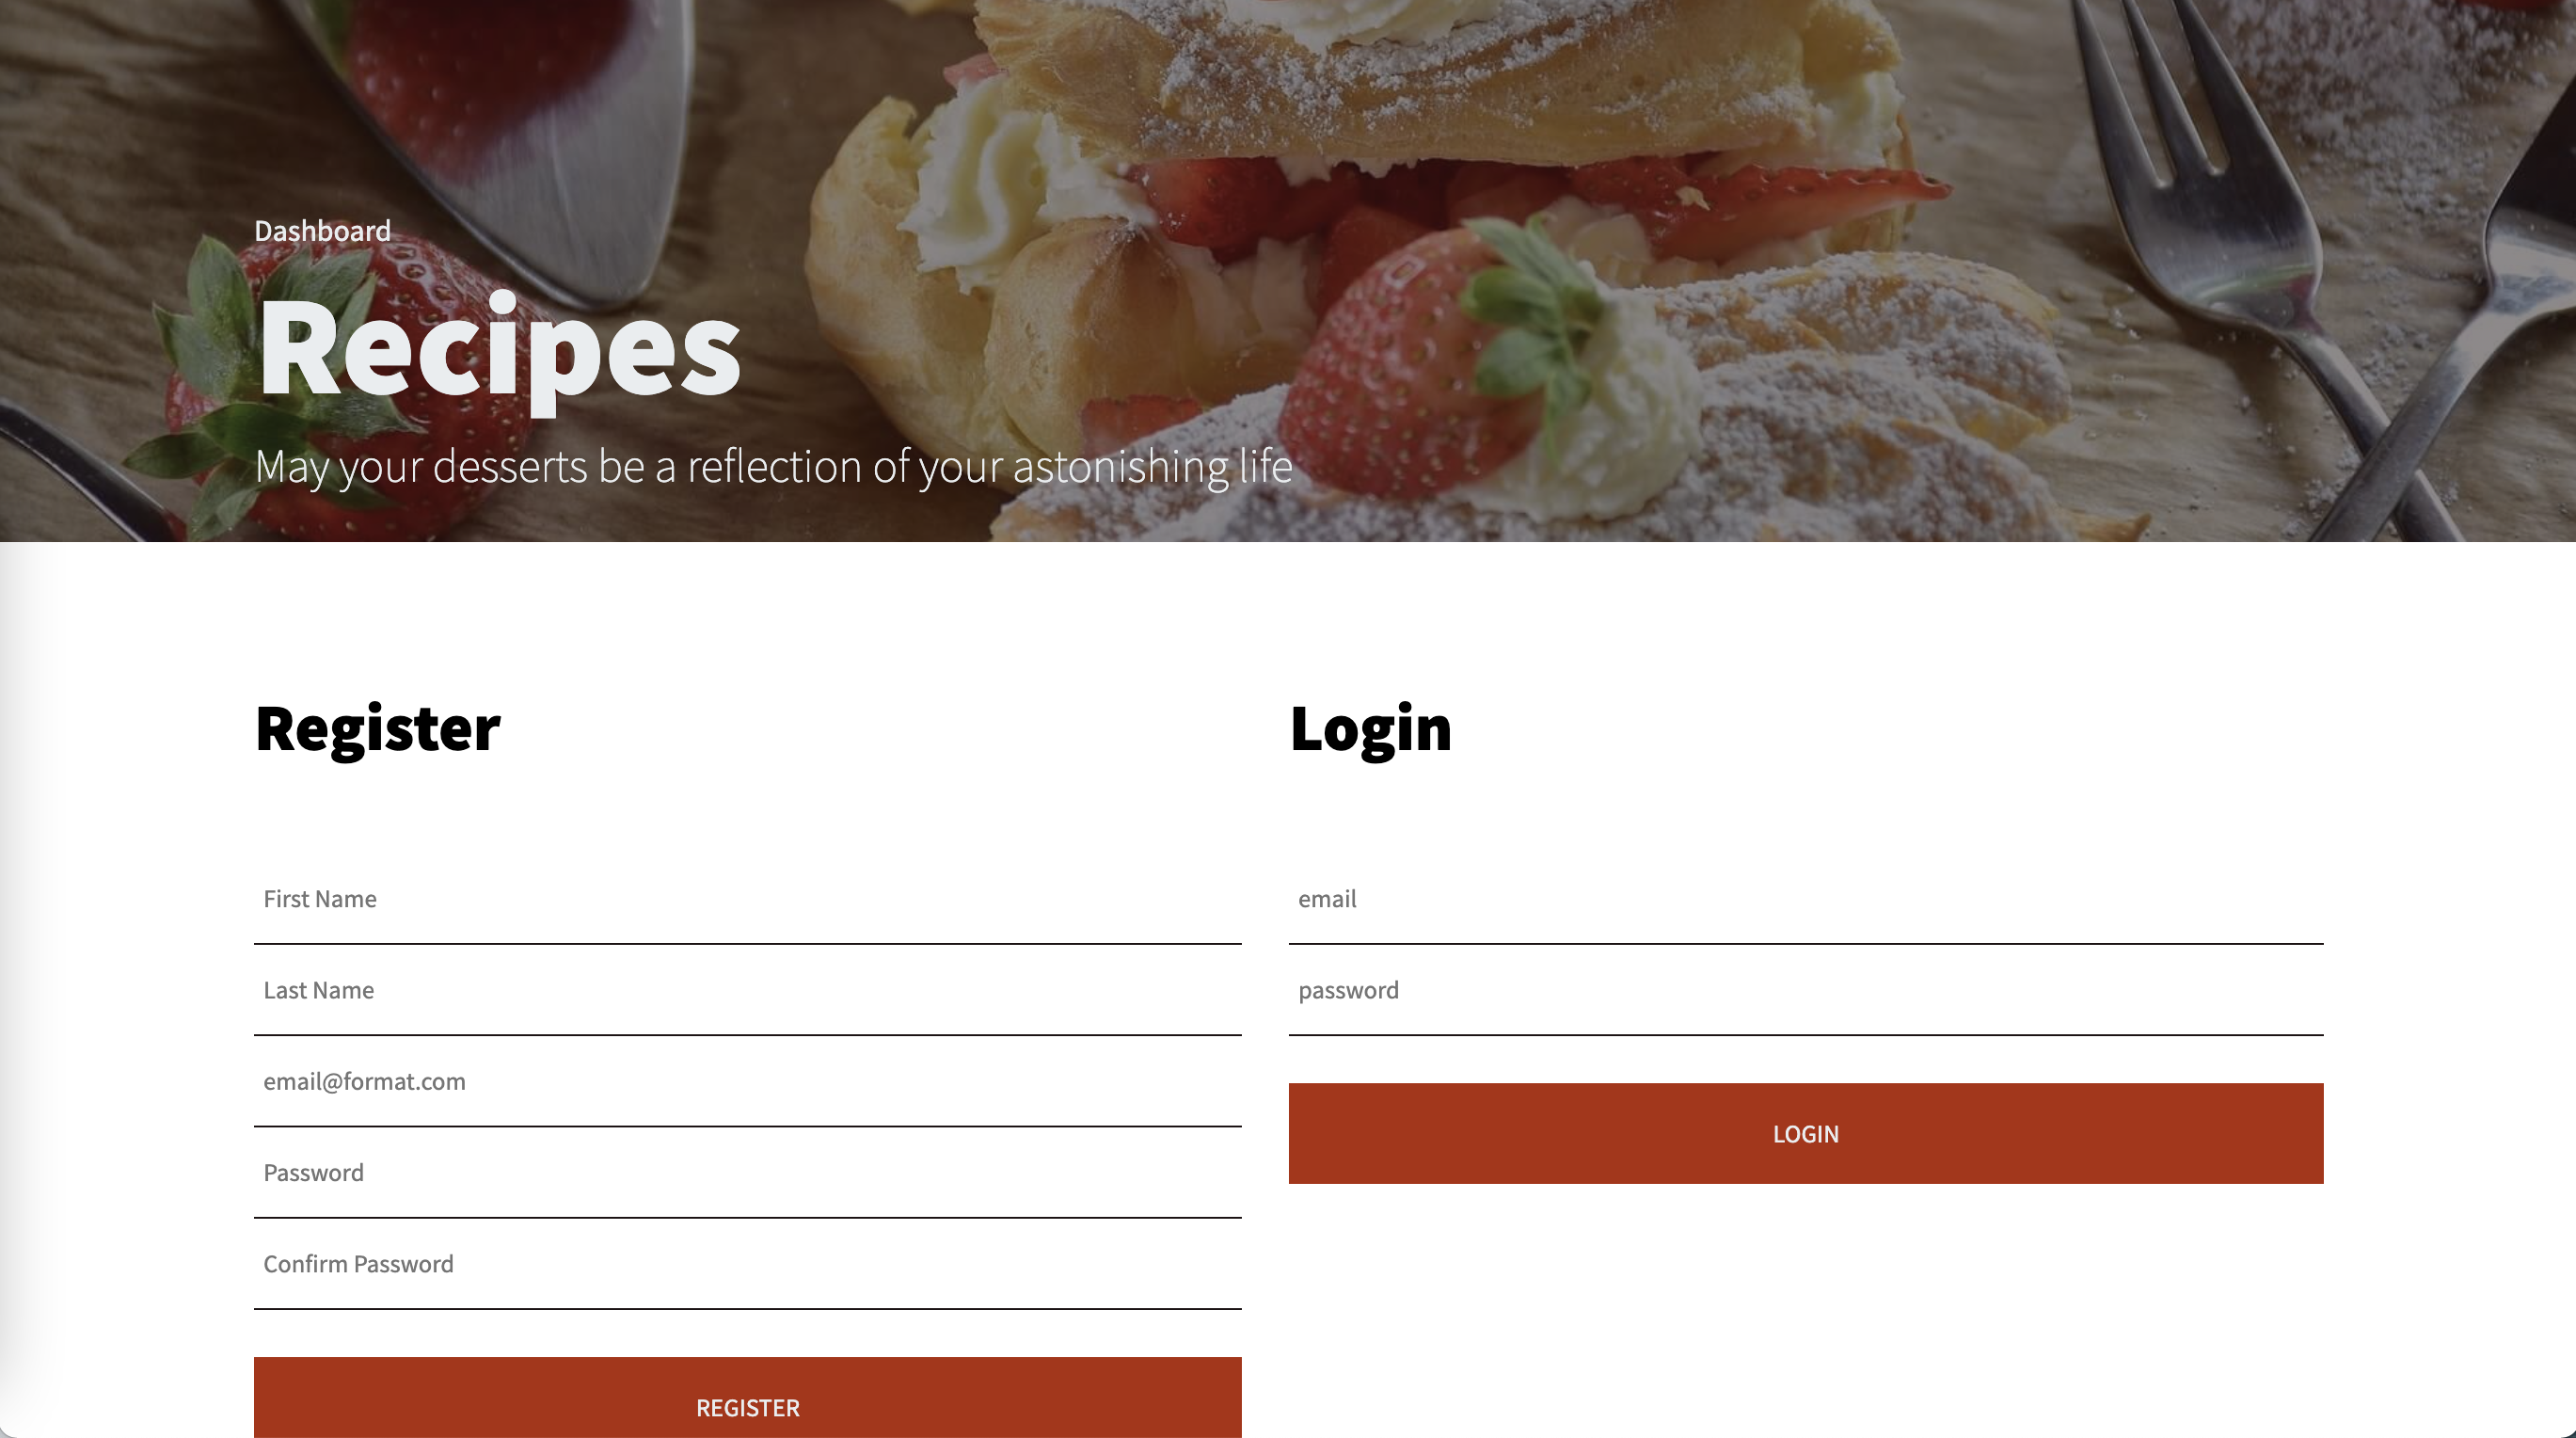 Dashboard
Recipes
May your desserts be a reflection of your astonishing life
Register
First Name
Last Name
email@format.com
Password
Confirm Password
REGISTER
Login
email
password
LOGIN